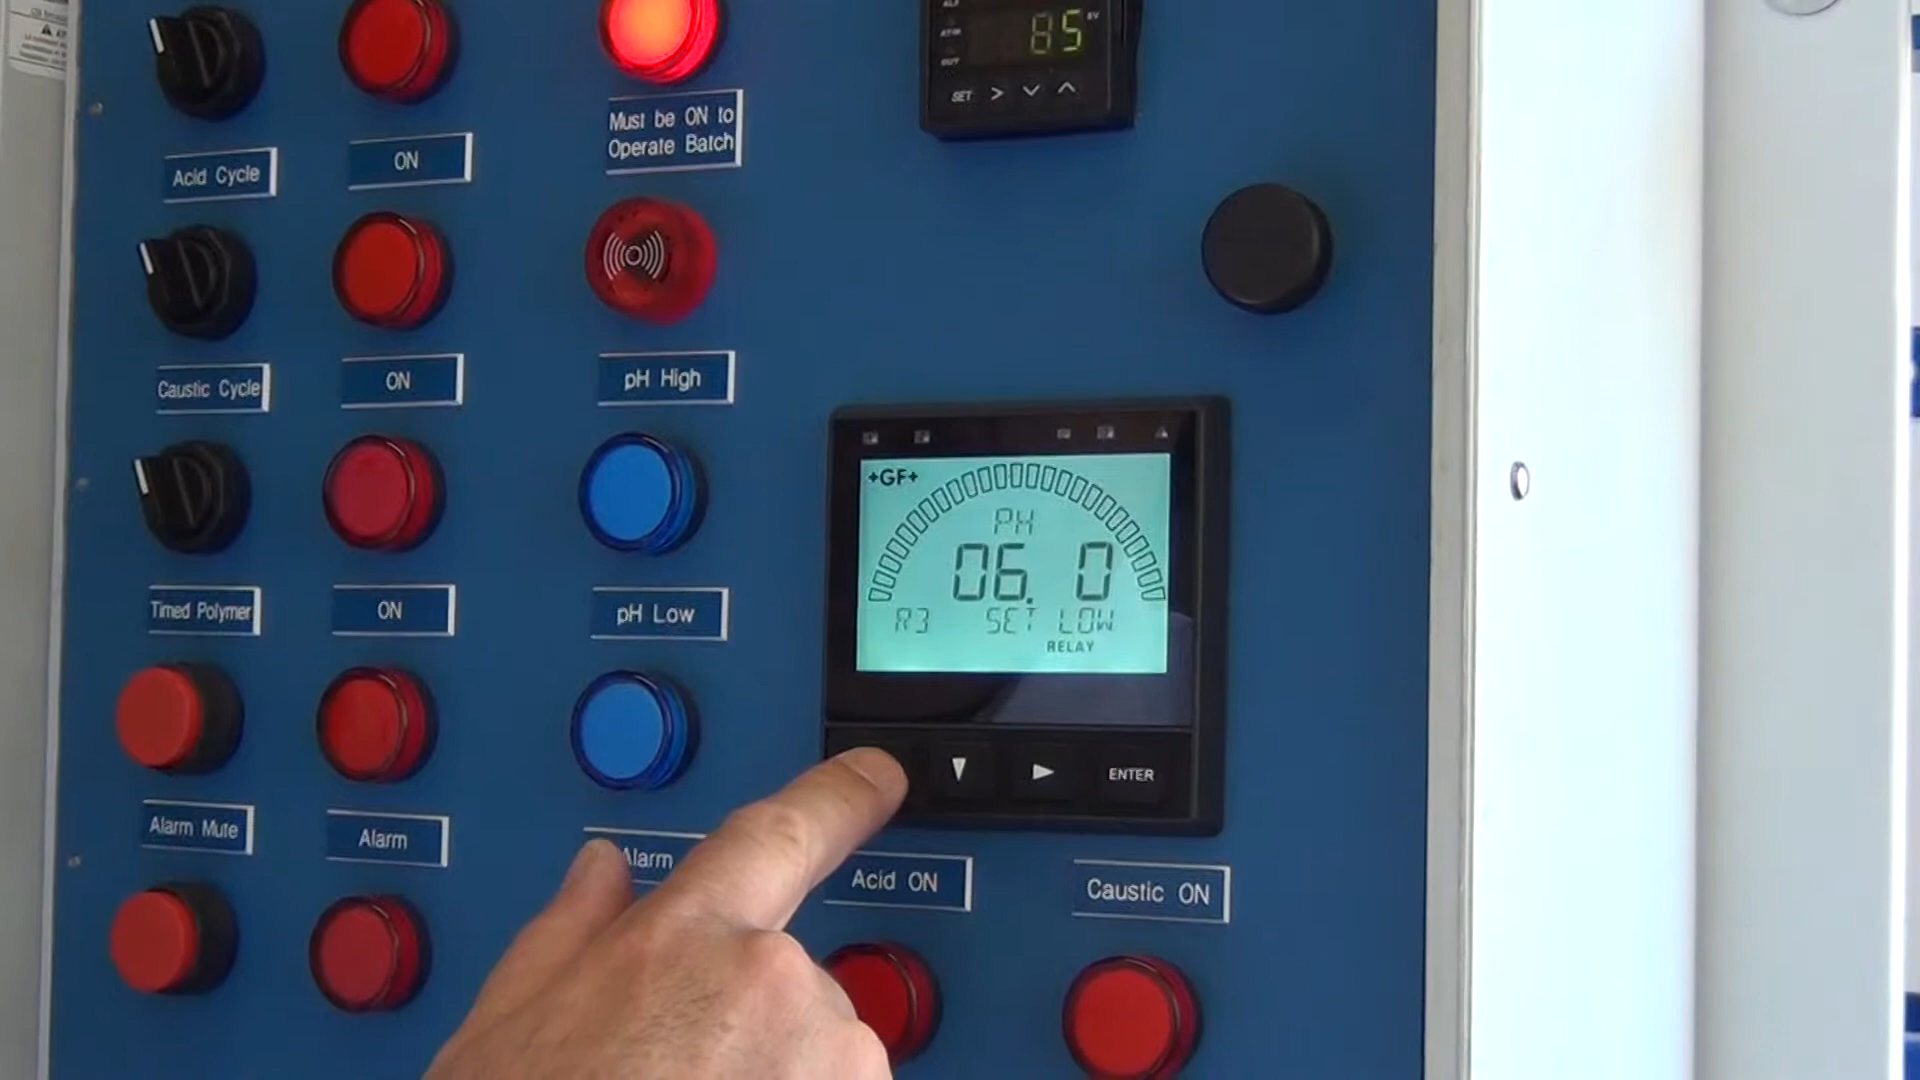 85
SV
AT/M
OUT
SET
Must be ON to
Operate Batch
Acid Cycle
ON
Caustic Cycle
ON
pH High
+GF+
PH
06. 0
R3 SET LOW
RELAY
Timed Polymer
ON
pH Low
ENTER
Alarm Mute
Alarm
Alarm
Acid ON
Caustic ON